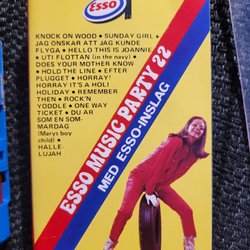 Esso
KNOCK ON WOOD • SUNDAY GIRL •
JAG ÖNSKAR ATT JAG KUNDE
FLYGA • HELLO THIS IS JOANNIE
• UTI FLOTTAN (in the navy) •
DOES YOUR MOTHER KNOW
• HOLD THE LINE • EFTER
PLUGGET • HORRAY!
HORRAY IT'S A HOLI
HOLIDAY • REMEMBER
THEN • ROCK'N
YODDLE • ONE WAY
TICKET • DU ÄR
SOM EN SOM-
MARDAG
(Marys boy
child) •
HALLE-
LUJAH
ESSO MUSIC PARTY 22
MED ESSO-INSLAG